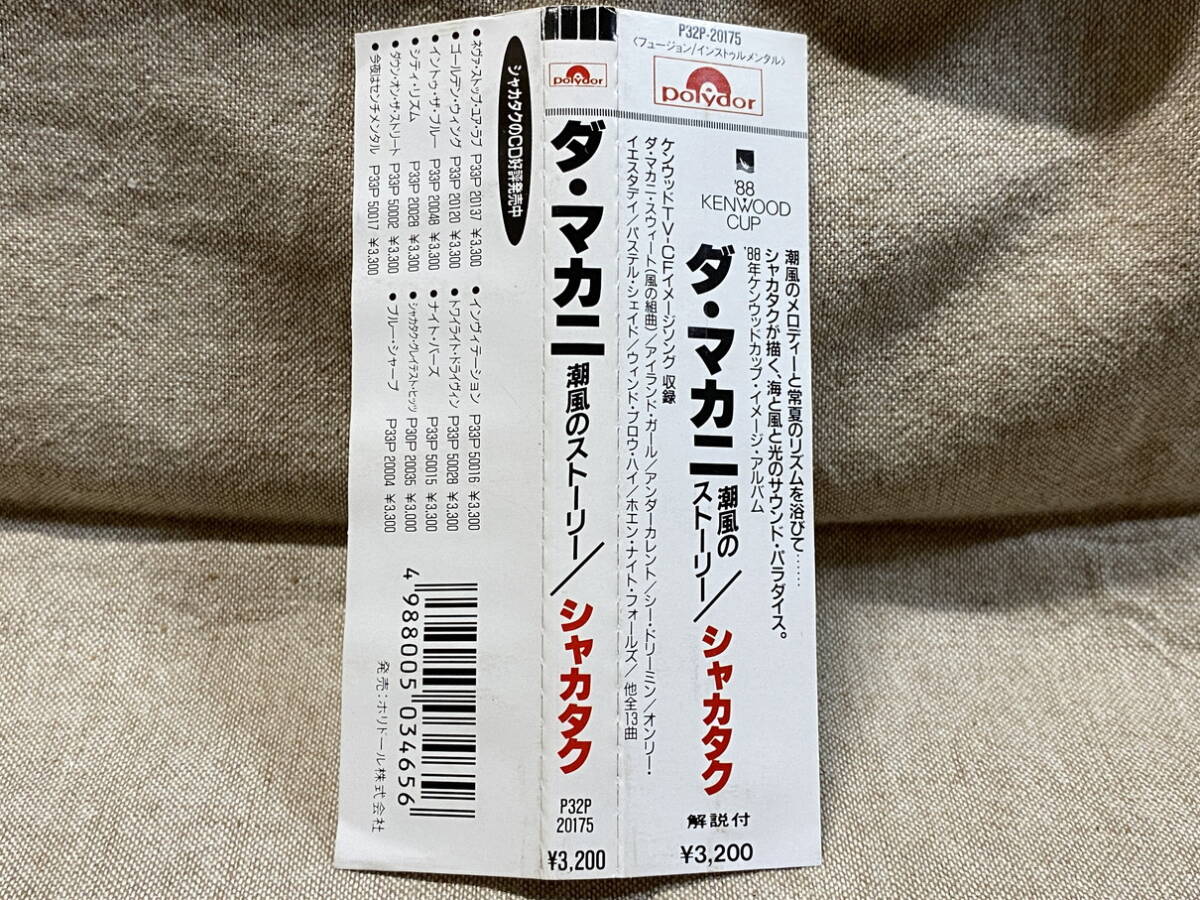 P32P-20175
〈フュージョン/インストゥルメンタル〉
polydor
'88
KENWOOD
CUP
潮風のメロディーと常夏のリズムを浴びて……
シャカタクが描く、海と風と光のサウンド・パラダイス。
'88年ケンウッドカップ・イメージ・アルバム
ダ・マカニ 潮風のストーリー/シャカタク
ケンウッドTV-CFイメージソング 収録
ダ・マカニ・スウィート(風の組曲)/アイランド・ガール/アンダーカレント/シー・ドリーミン/オンリー・
イエスタデイ/パステル・シェイド/ウィンド・ブロウ・ハイ/ホエン・ナイト・フォールズ/他全13曲
解説付
¥3,200
polydor
ダ・マカニ 潮風のストーリー/シャカタク
P32P
20175
¥3,200
シャカタクのCD好評発売中
●ネヴァ・ストップ・ユア・ラブ P33P 20137 ¥3,300
●ゴールデン・ウィング P33P 20120 ¥3,300
●イントゥ・ザ・ブルー P33P 20048 ¥3,300
●シティ・リズム P33P 20028 ¥3,300
●ダウン・オン・ザ・ストリート P33P 50002 ¥3,300
●今夜はセンチメンタル P33P 50017 ¥3,300
●インヴィテーション P33P 50016 ¥3,300
●トワイライト・ドライヴィン P33P 50028 ¥3,300
●ナイト・バーズ P33P 50015 ¥3,300
●シャカタク・グレイテスト・ヒッツ P30P 20035 ¥3,000
●ブルー・シャープ P33P 20004 ¥3,300
4 988005 034656
発売:ポリドール株式会社